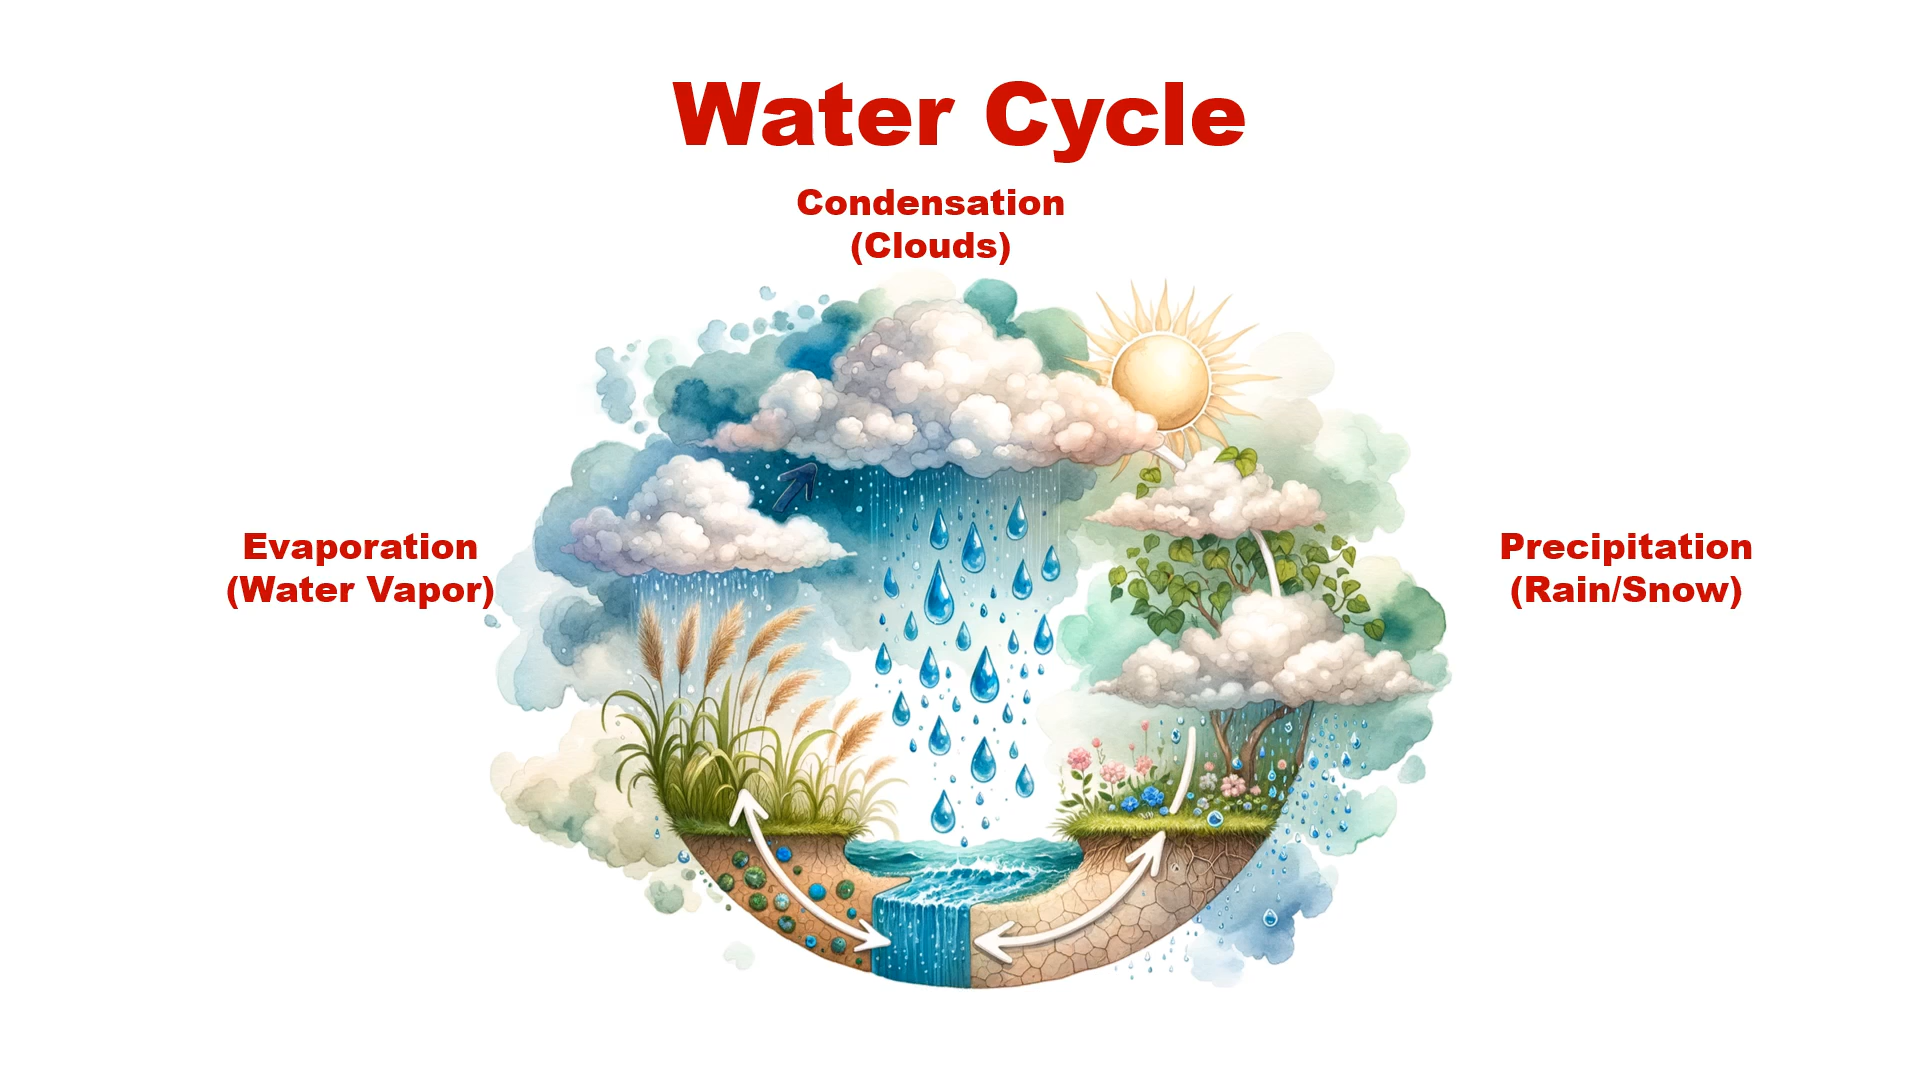 Water Cycle
Condensation
(Clouds)
Evaporation
(Water Vapor)
Precipitation
(Rain/Snow)